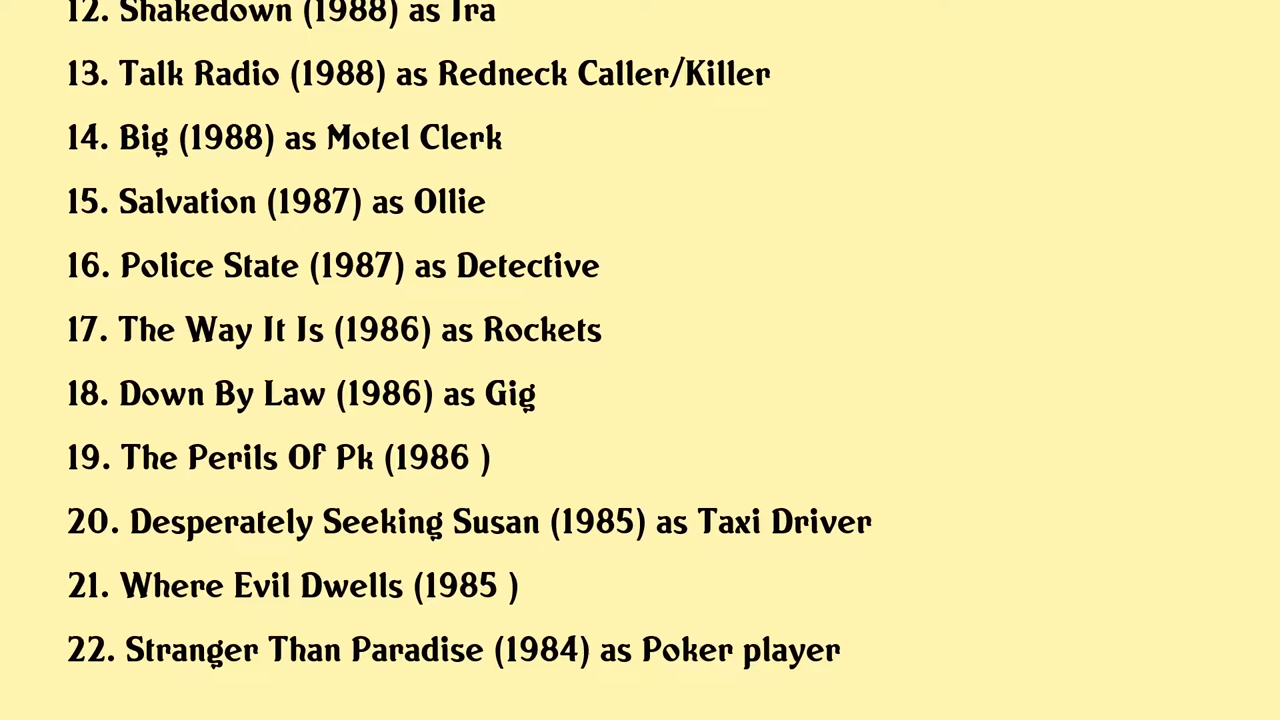 12. Shakedown (1988) as Ira
13. Talk Radio (1988) as Redneck Caller/Killer
14. Big (1988) as Motel Clerk
15. Salvation (1987) as Ollie
16. Police State (1987) as Detective
17. The Way It Is (1986) as Rockets
18. Down By Law (1986) as Gig
19. The Perils Of Pk (1986 )
20. Desperately Seeking Susan (1985) as Taxi Driver
21. Where Evil Dwells (1985 )
22. Stranger Than Paradise (1984) as Poker player